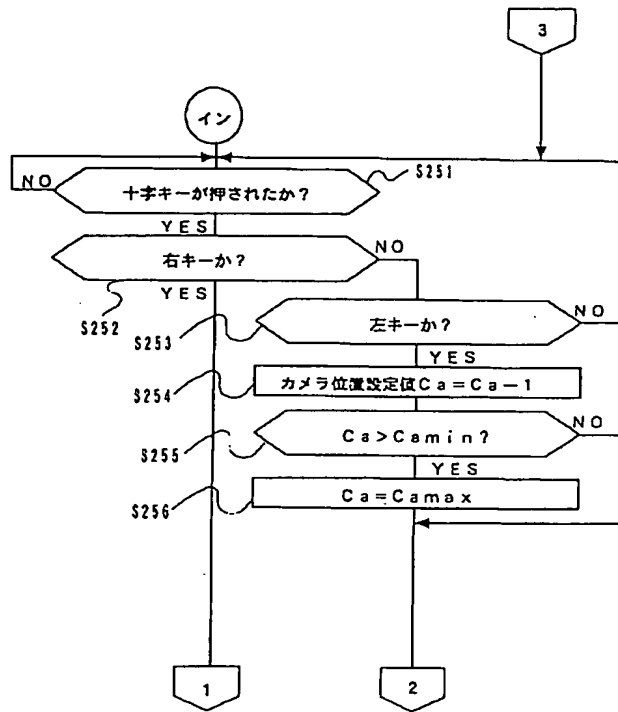 3
イン
NO
十字キーが押されたか?
S251
YES
右キーか?
NO
YES
S252
S253
左キーか?
NO
YES
S254
カメラ位置設定値Ca=Ca-1
NO
S255
Ca>Camin?
YES
S256
Ca=Camax
1
2